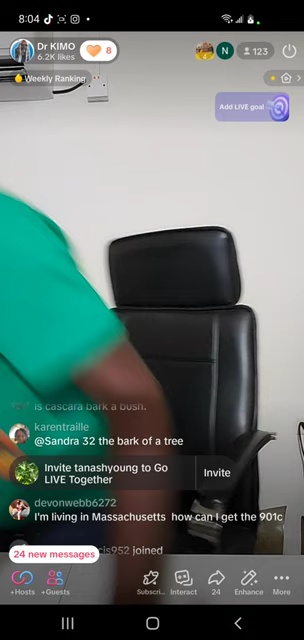 8:04
Dr KIMO
6.2K likes
8
4
N
123
Weekly Ranking
Add LIVE goal
is cascara bark a bush.
karentraille
@Sandra 32 the bark of a tree
Invite tanashyoung to Go
LIVE Together
Invite
devonwebb6272
I'm living in Massachusetts how can I get the 901c
24 new messages
cis952 joined
+Hosts
+Guests
Subscri...
Interact
24
Enhance
More